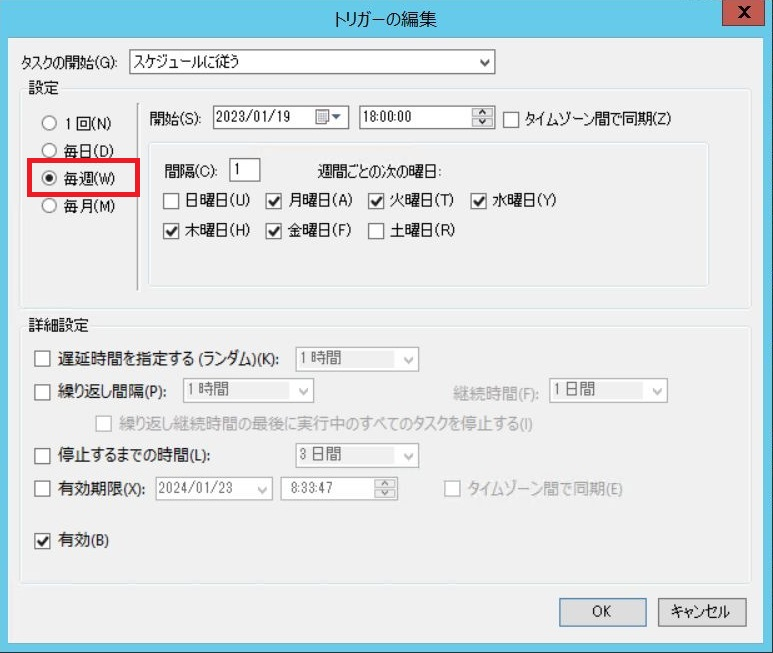 トリガーの編集
X
タスクの開始(G): スケジュールに従う
設定
1 回(N)
毎日(D)
毎週(W)
毎月(M)
開始(S): 2023/01/19 18:00:00 タイムゾーン間で同期(Z)
間隔(C): 1 週間ごとの次の曜日:
日曜日(U) 月曜日(A) 火曜日(T) 水曜日(Y)
木曜日(H) 金曜日(F) 土曜日(R)
詳細設定
遅延時間を指定する (ランダム)(K): 1 時間
繰り返し間隔(P): 1 時間 継続時間(F): 1 日間
繰り返し継続時間の最後に実行中のすべてのタスクを停止する(I)
停止するまでの時間(L): 3 日間
有効期限(X): 2024/01/23 8:33:47 タイムゾーン間で同期(E)
有効(B)
OK キャンセル